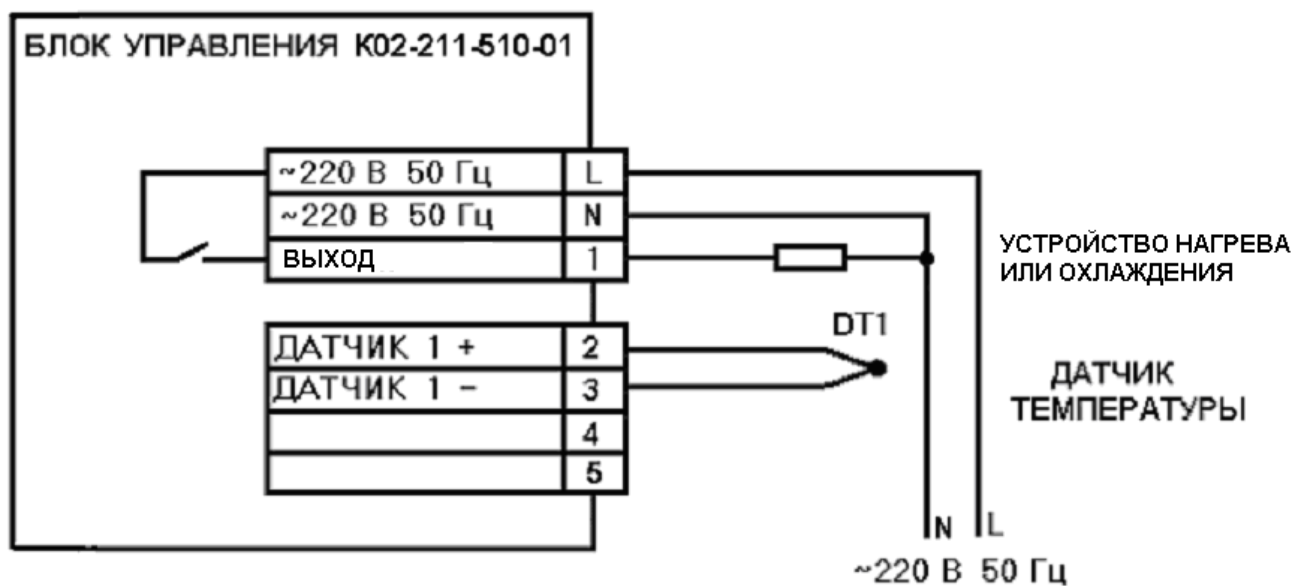 БЛОК УПРАВЛЕНИЯ К02-211-510-01
~220 В 50 Гц L
~220 В 50 Гц N
ВЫХОД 1
УСТРОЙСТВО НАГРЕВА
ИЛИ ОХЛАЖДЕНИЯ
DT1
ДАТЧИК 1 + 2
ДАТЧИК 1 - 3
4
5
ДАТЧИК
ТЕМПЕРАТУРЫ
N L
~220 В 50 Гц